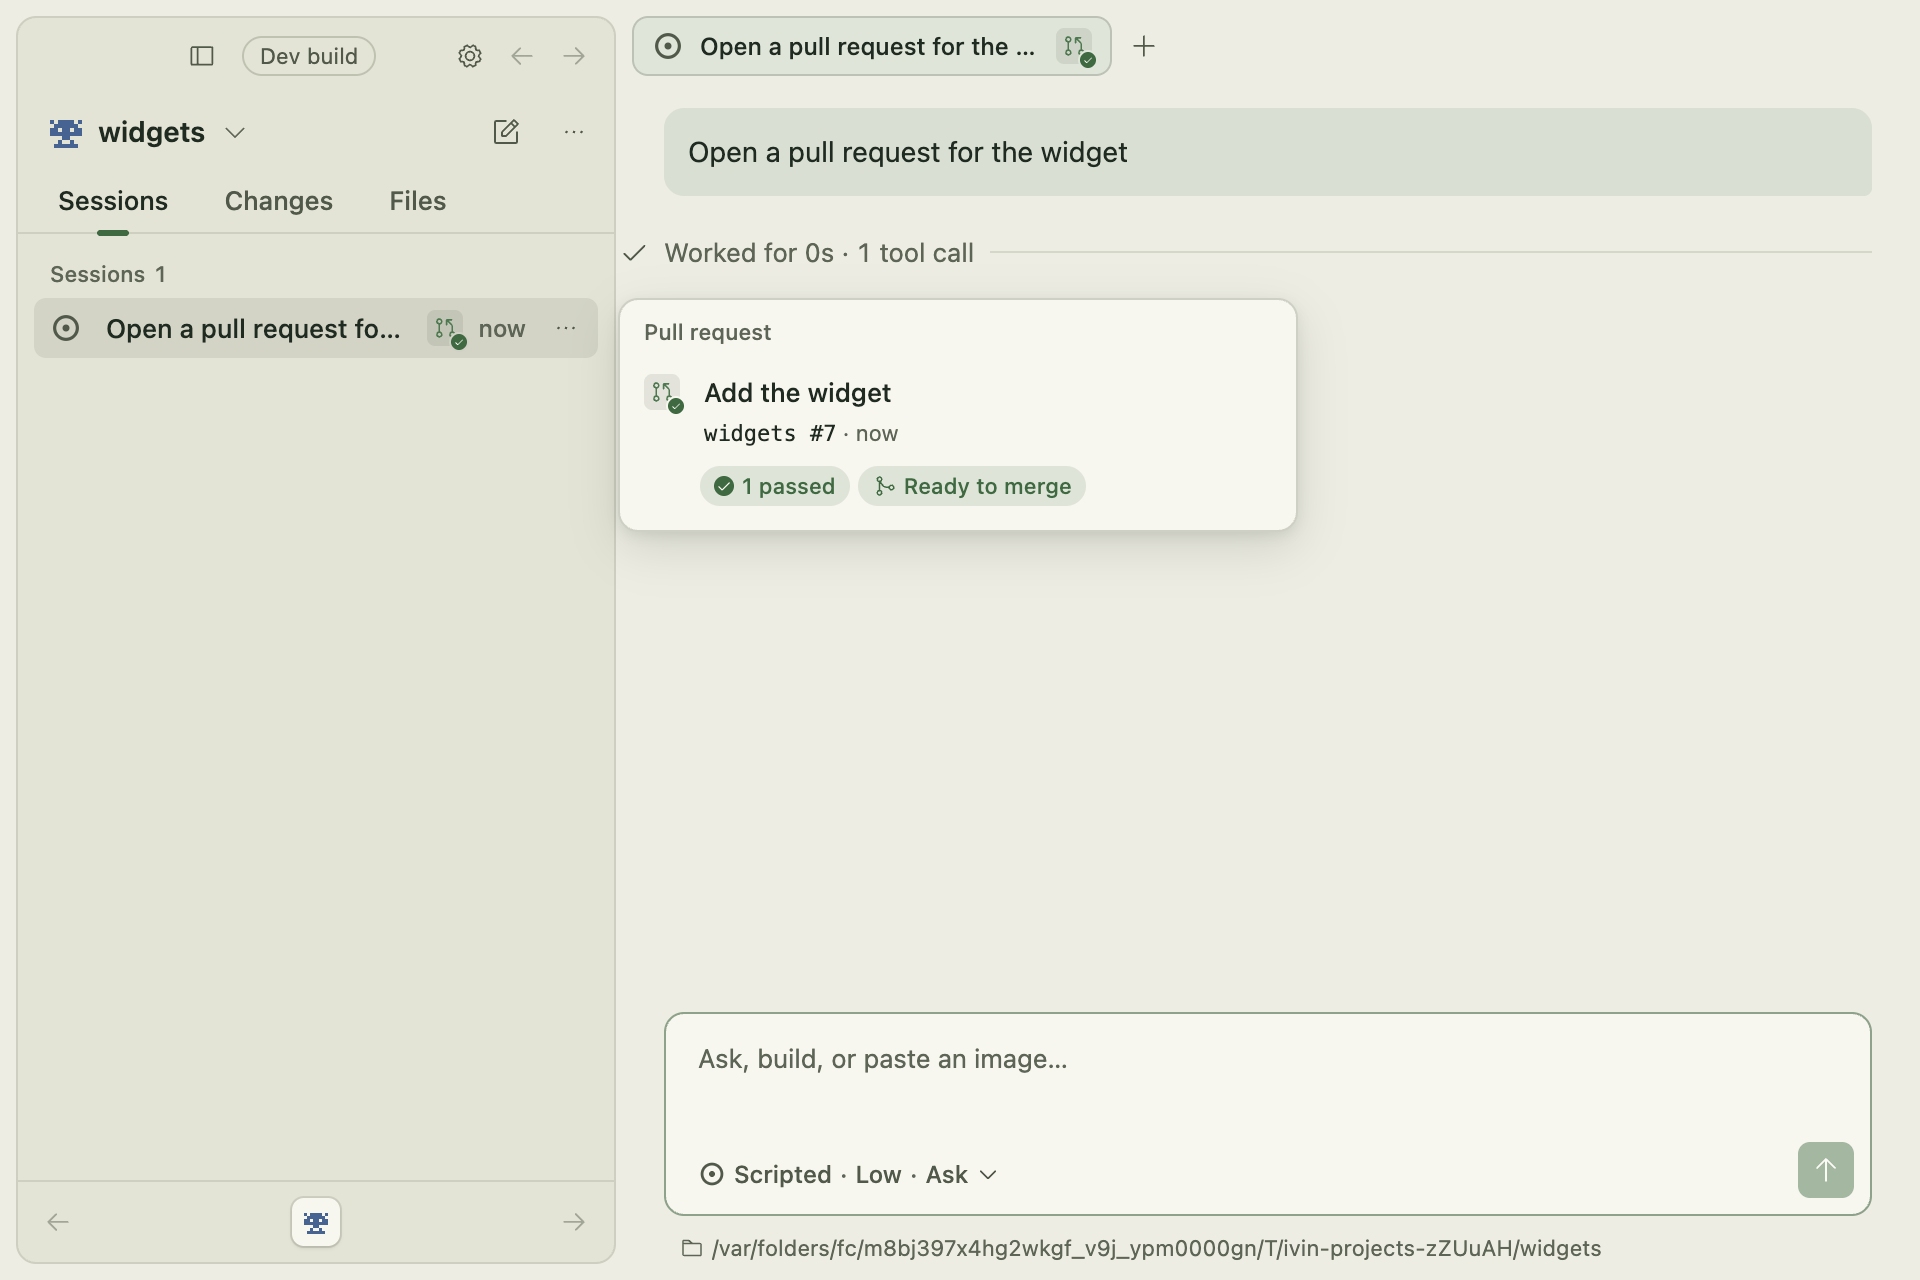 Dev build
widgets
Sessions
Changes
Files
Sessions 1
Open a pull request fo...
now
Open a pull request for the ...
Open a pull request for the widget
Worked for 0s · 1 tool call
Pull request
Add the widget
widgets #7 · now
1 passed
Ready to merge
Ask, build, or paste an image...
Scripted · Low · Ask
/var/folders/fc/m8bj397x4hg2wkgf_v9j_ypm0000gn/T/ivin-projects-zZUuAH/widgets